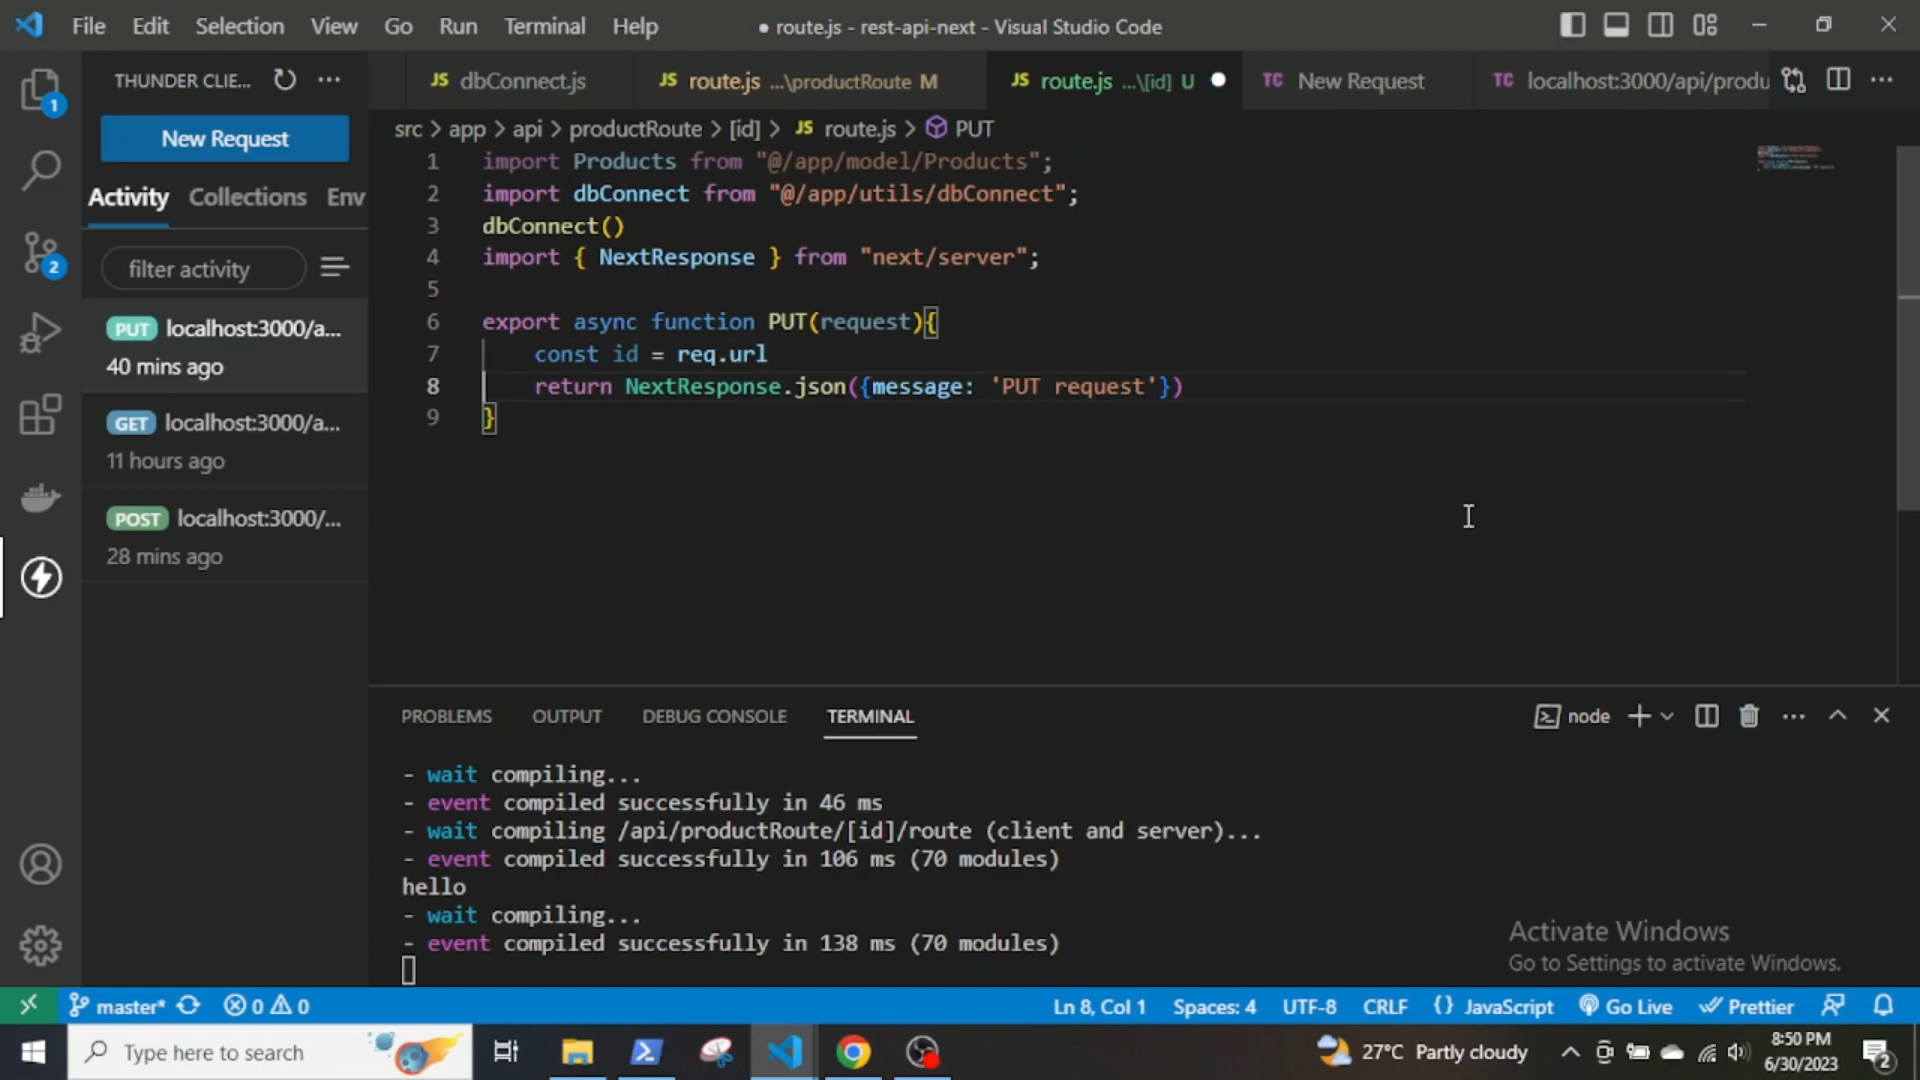 File Edit Selection View Go Run Terminal Help
● route.js - rest-api-next - Visual Studio Code
THUNDER CLIE...
JS dbConnect.js
JS route.js ...\productRoute M
JS route.js ...\[id] U
TC New Request
TC localhost:3000/api/produ
src > app > api > productRoute > [id] > JS route.js > PUT
New Request
Activity Collections Env
filter activity
PUT localhost:3000/a...
40 mins ago
GET localhost:3000/a...
11 hours ago
POST localhost:3000/...
28 mins ago
1
2
1 import Products from "@/app/model/Products";
2 import dbConnect from "@/app/utils/dbConnect";
3 dbConnect()
4 import { NextResponse } from "next/server";
5
6 export async function PUT(request){
7 const id = req.url
8 return NextResponse.json({message: 'PUT request'})
9 }
PROBLEMS OUTPUT DEBUG CONSOLE TERMINAL
node
- wait compiling...
- event compiled successfully in 46 ms
- wait compiling /api/productRoute/[id]/route (client and server)...
- event compiled successfully in 106 ms (70 modules)
hello
- wait compiling...
- event compiled successfully in 138 ms (70 modules)
Activate Windows
Go to Settings to activate Windows.
master* 0 0
Ln 8, Col 1 Spaces: 4 UTF-8 CRLF {} JavaScript Go Live Prettier
Type here to search
27°C Partly cloudy
8:50 PM
6/30/2023
2